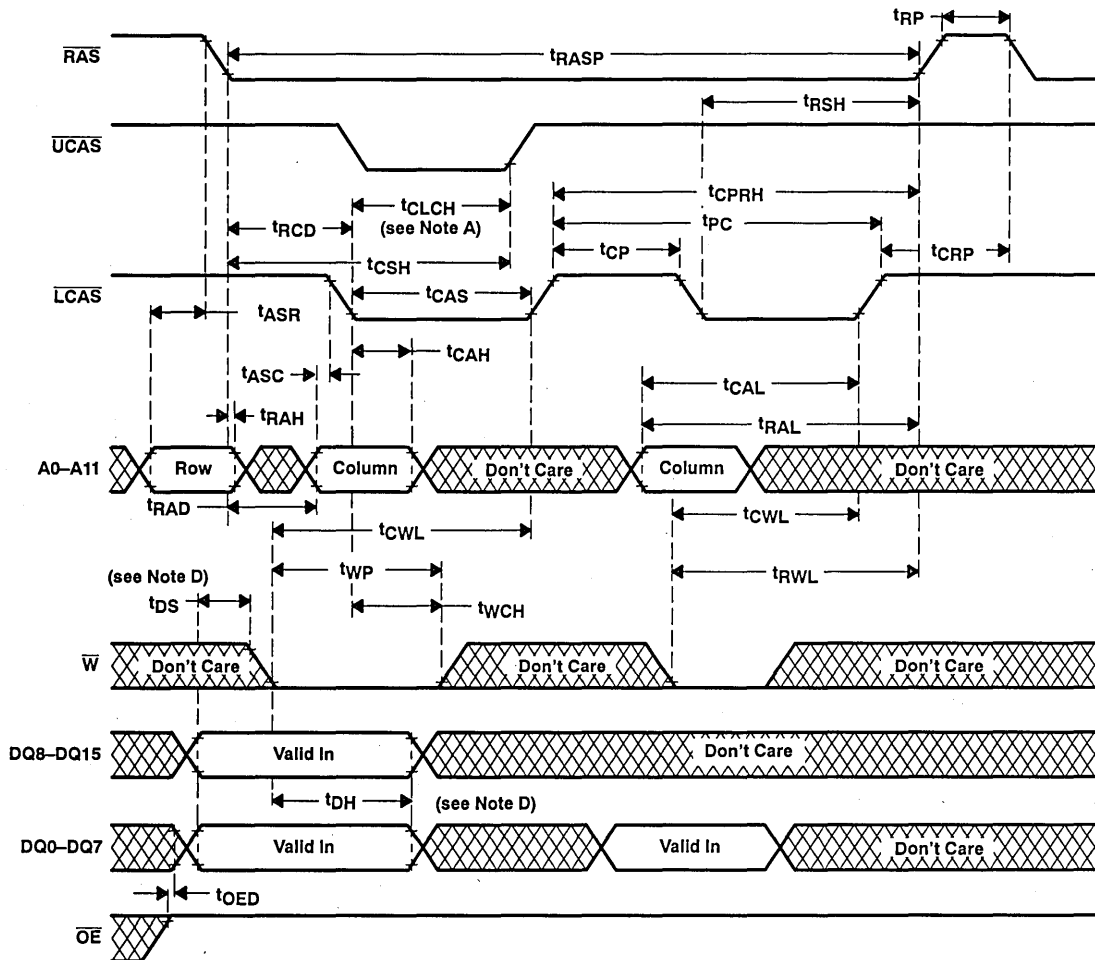 tRP
RAS
tRASP
tRSH
UCAS
tCPRH
tCLCH
tRCD
(see Note A)
tPC
tCP
tCRP
tCSH
LCAS
tCAS
tASR
tCAH
tASC
tCAL
tRAH
tRAL
A0–A11
Row
Column
Don't Care
Column
Don't Care
tRAD
tCWL
tCWL
tWP
tRWL
(see Note D)
tDS
tWCH
W
Don't Care
Don't Care
Don't Care
DQ8–DQ15
Valid In
Don't Care
tDH
(see Note D)
DQ0–DQ7
Valid In
Valid In
Don't Care
tOED
OE